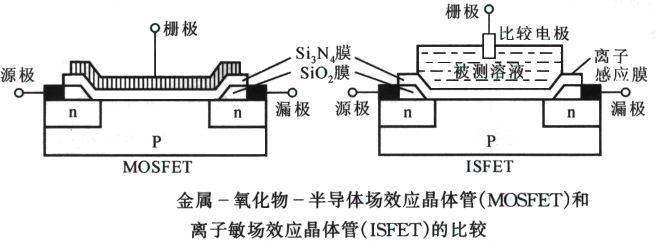 栅极
源极
Si₃N₄膜
SiO₂膜
漏极
n
n
P
MOSFET
栅极
比较电极
被测溶液
离子
感应膜
源极
漏极
n
n
P
ISFET
金属-氧化物-半导体场效应晶体管(MOSFET)和
离子敏场效应晶体管(ISFET)的比较